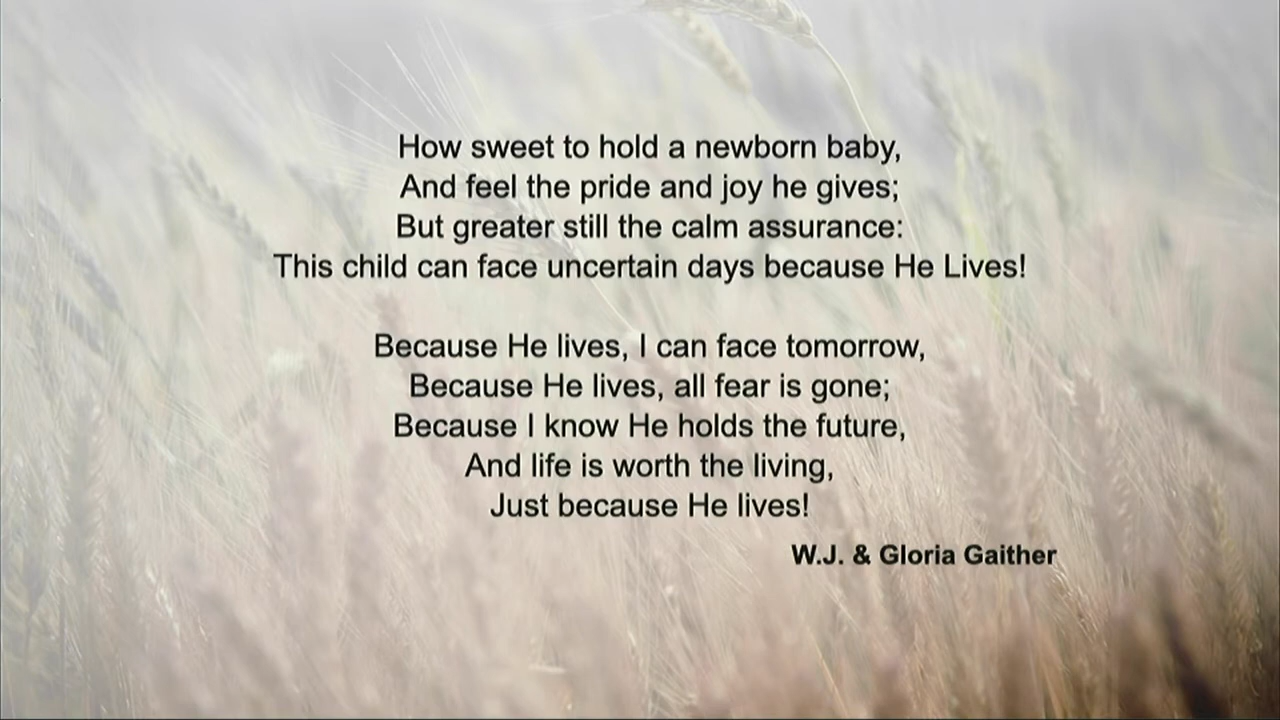 How sweet to hold a newborn baby,
And feel the pride and joy he gives;
But greater still the calm assurance:
This child can face uncertain days because He Lives!
Because He lives, I can face tomorrow,
Because He lives, all fear is gone;
Because I know He holds the future,
And life is worth the living,
Just because He lives!
W.J. & Gloria Gaither